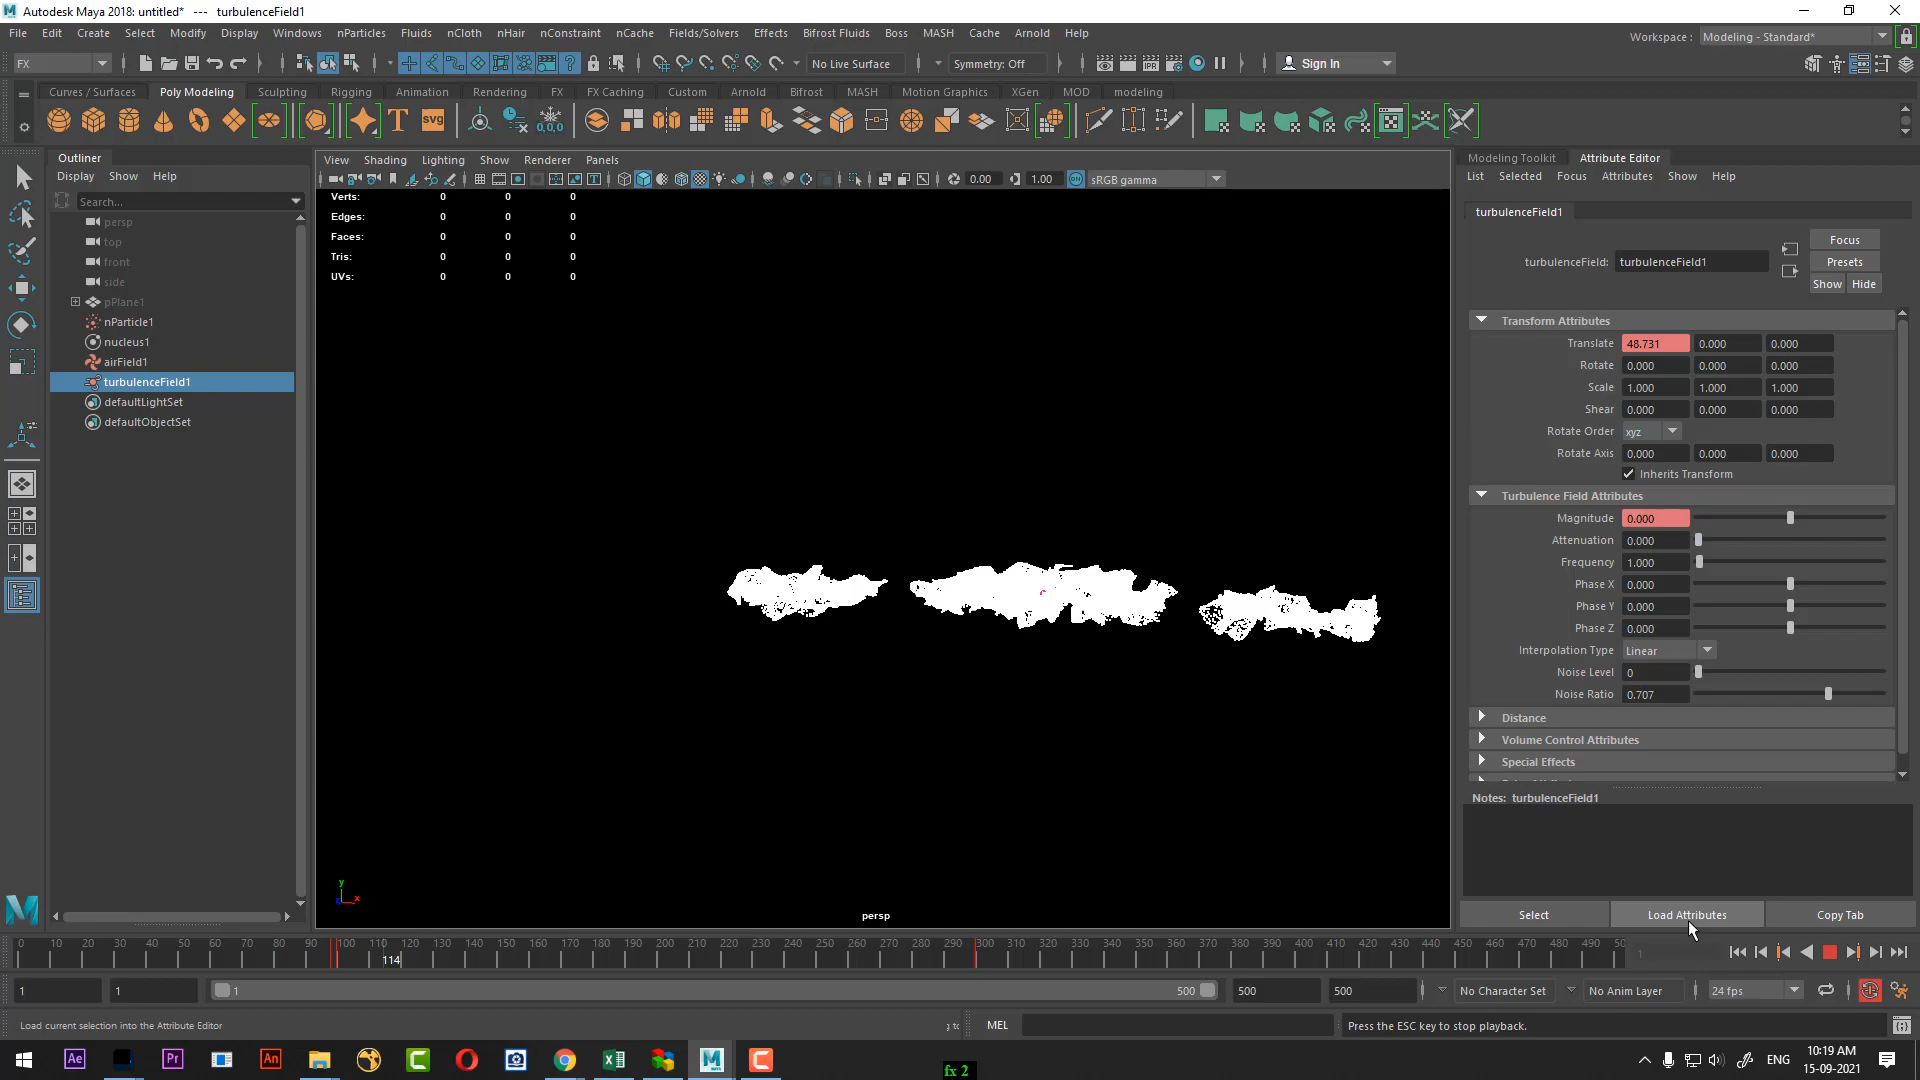 Autodesk Maya 2018: untitled* --- turbulenceField1
File Edit Create Select Modify Display Windows nParticles Fluids nCloth nHair nConstraint nCache Fields/Solvers Effects Bifrost Fluids Boss MASH Cache Arnold Help
Workspace : Modeling - Standard*
FX No Live Surface Symmetry: Off Sign In
Curves / Surfaces Poly Modeling Sculpting Rigging Animation Rendering FX FX Caching Custom Arnold Bifrost MASH Motion Graphics XGen MOD modeling
T SVG 0,0,0
Outliner
Display Show Help
Search...
persp
top
front
side
pPlane1
nParticle1
nucleus1
airField1
turbulenceField1
defaultLightSet
defaultObjectSet
View Shading Lighting Show Renderer Panels
0.00 1.00 ON sRGB gamma
Verts: 0 0 0
Edges: 0 0 0
Faces: 0 0 0
Tris: 0 0 0
UVs: 0 0 0
y
x
persp
Modeling Toolkit Attribute Editor
List Selected Focus Attributes Show Help
turbulenceField1
turbulenceField: turbulenceField1
Focus
Presets
Show Hide
Transform Attributes
Translate 48.731 0.000 0.000
Rotate 0.000 0.000 0.000
Scale 1.000 1.000 1.000
Shear 0.000 0.000 0.000
Rotate Order xyz
Rotate Axis 0.000 0.000 0.000
Inherits Transform
Turbulence Field Attributes
Magnitude 0.000
Attenuation 0.000
Frequency 1.000
Phase X 0.000
Phase Y 0.000
Phase Z 0.000
Interpolation Type Linear
Noise Level 0
Noise Ratio 0.707
Distance
Volume Control Attributes
Special Effects
Notes: turbulenceField1
Select Load Attributes Copy Tab
0 10 20 30 40 50 60 70 80 90 100 110 120 130 140 150 160 170 180 190 200 210 220 230 240 250 260 270 280 290 300 310 320 330 340 350 360 370 380 390 400 410 420 430 440 450 460 470 480 490 50
114
1
1 1 1 500 500 500 No Character Set No Anim Layer 24 fps
Load current selection into the Attribute Editor
MEL
Press the ESC key to stop playback.
Ae Pr An
fx 2
ENG
10:19 AM
15-09-2021